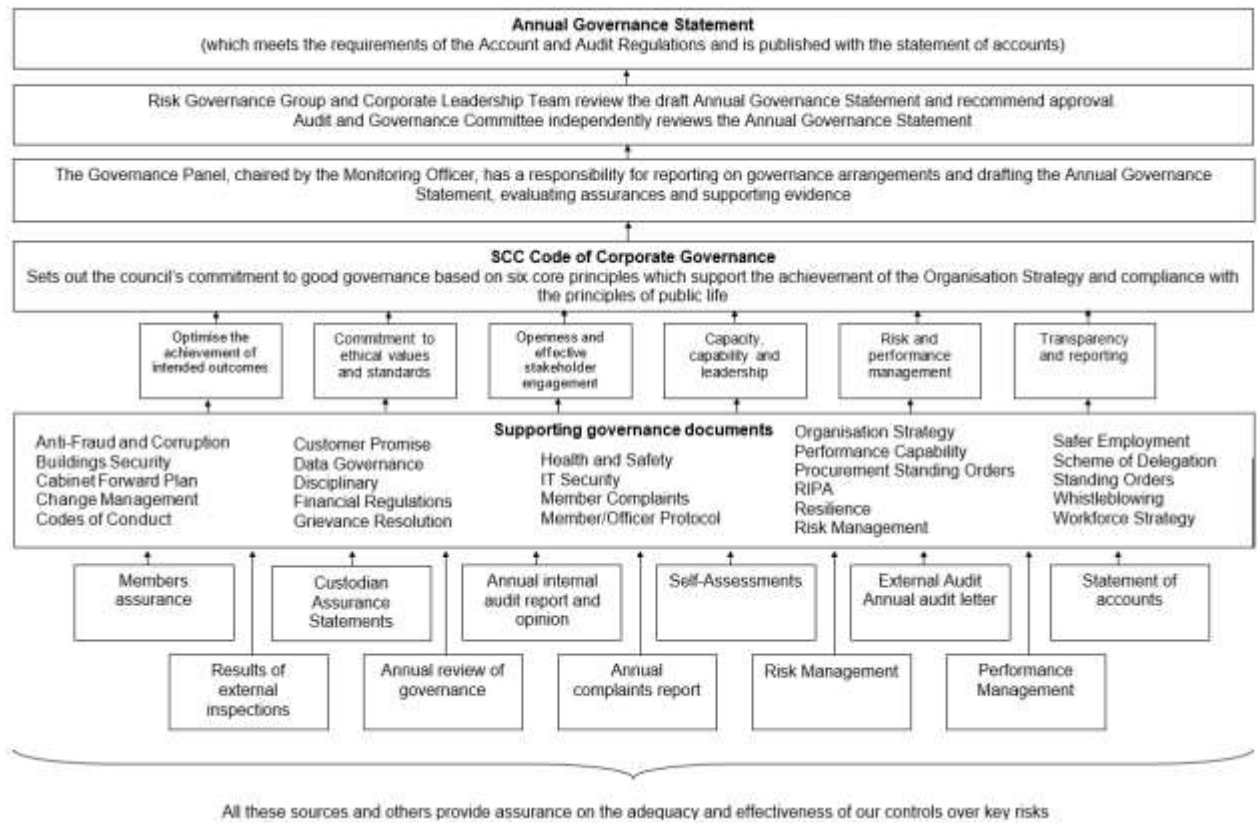 Annual Governance Statement
(which meets the requirements of the Account and Audit Regulations and is published with the statement of accounts)
Risk Governance Group and Corporate Leadership Team review the draft Annual Governance Statement and recommend approval
Audit and Governance Committee independently reviews the Annual Governance Statement
The Governance Panel, chaired by the Monitoring Officer, has a responsibility for reporting on governance arrangements and drafting the Annual Governance
Statement, evaluating assurances and supporting evidence
SCC Code of Corporate Governance
Sets out the council's commitment to good governance based on six core principles which support the achievement of the Organisation Strategy and compliance with
the principles of public life
Optimise the
achievement of
intended outcomes
Commitment to
ethical values
and standards
Openness and
effective
stakeholder
engagement
Capacity,
capability and
leadership
Risk and
performance
management
Transparency
and reporting
Supporting governance documents
Anti-Fraud and Corruption
Buildings Security
Cabinet Forward Plan
Change Management
Codes of Conduct
Customer Promise
Data Governance
Disciplinary
Financial Regulations
Grievance Resolution
Health and Safety
IT Security
Member Complaints
Member/Officer Protocol
Organisation Strategy
Performance Capability
Procurement Standing Orders
RIPA
Resilience
Risk Management
Safer Employment
Scheme of Delegation
Standing Orders
Whistleblowing
Workforce Strategy
Members
assurance
Custodian
Assurance
Statements
Annual internal
audit report and
opinion
Self-Assessments
External Audit
Annual audit letter
Statement of
accounts
Results of
external
inspections
Annual review of
governance
Annual
complaints report
Risk Management
Performance
Management
All these sources and others provide assurance on the adequacy and effectiveness of our controls over key risks